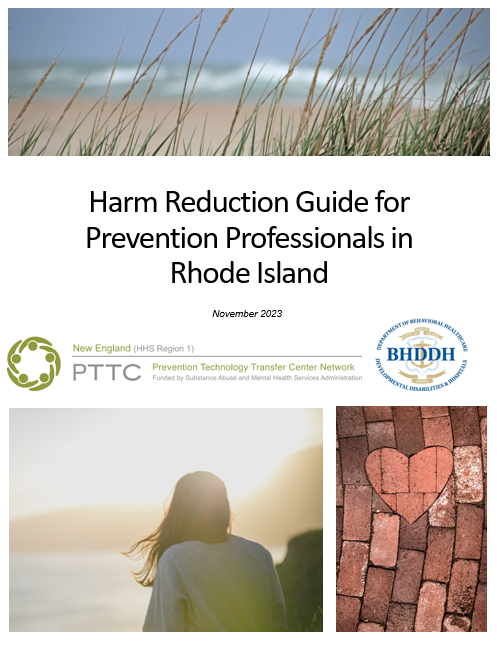 Harm Reduction Guide for
Prevention Professionals in
Rhode Island
November 2023
New England (HHS Region 1)
PTTC
Prevention Technology Transfer Center Network
Funded by Substance Abuse and Mental Health Services Administration
DEPARTMENT OF BEHAVIORAL HEALTHCARE
BHDDH
DEVELOPMENTAL DISABILITIES & HOSPITALS